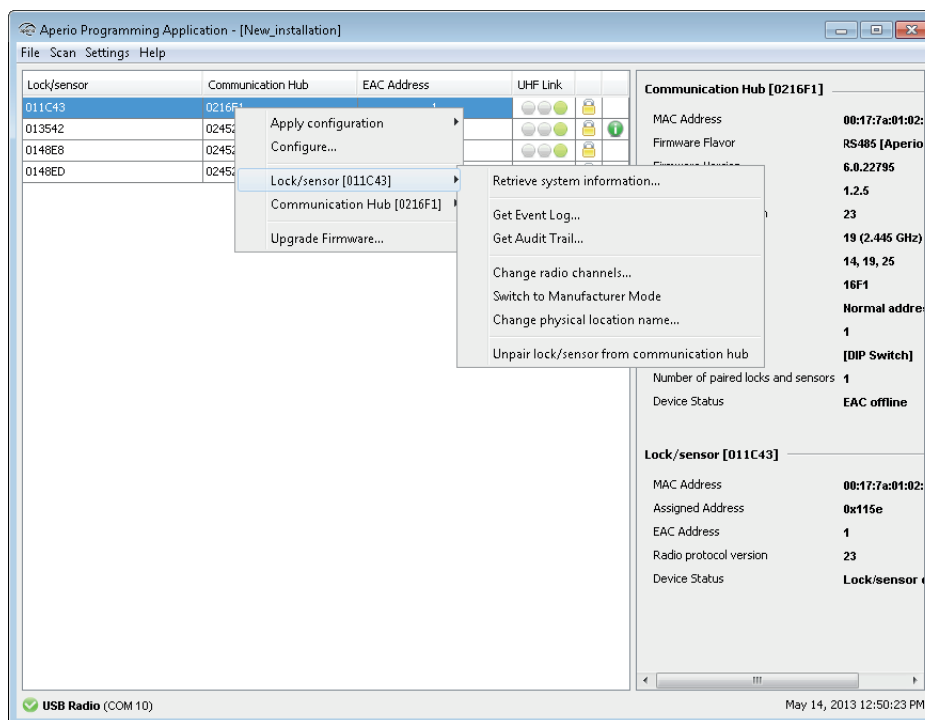 Aperio Programming Application - [New_installation]
File Scan Settings Help
Lock/sensor Communication Hub EAC Address UHF Link
011C43 0216F1 1
013542 0245
0148E8 0245
0148ED 0245
Apply configuration
Configure...
Lock/sensor [011C43]
Communication Hub [0216F1]
Upgrade Firmware...
Retrieve system information...
Get Event Log...
Get Audit Trail...
Change radio channels...
Switch to Manufacturer Mode
Change physical location name...
Unpair lock/sensor from communication hub
Communication Hub [0216F1]
MAC Address 00:17:7a:01:02:
Firmware Flavor RS485 [Aperio
Firmware Version 6.0.22795
1.2.5
23
19 (2.445 GHz)
14, 19, 25
16F1
Normal addre
1
[DIP Switch]
Number of paired locks and sensors 1
Device Status EAC offline
Lock/sensor [011C43]
MAC Address 00:17:7a:01:02:
Assigned Address 0x115e
EAC Address 1
Radio protocol version 23
Device Status Lock/sensor
USB Radio (COM 10)
May 14, 2013 12:50:23 PM